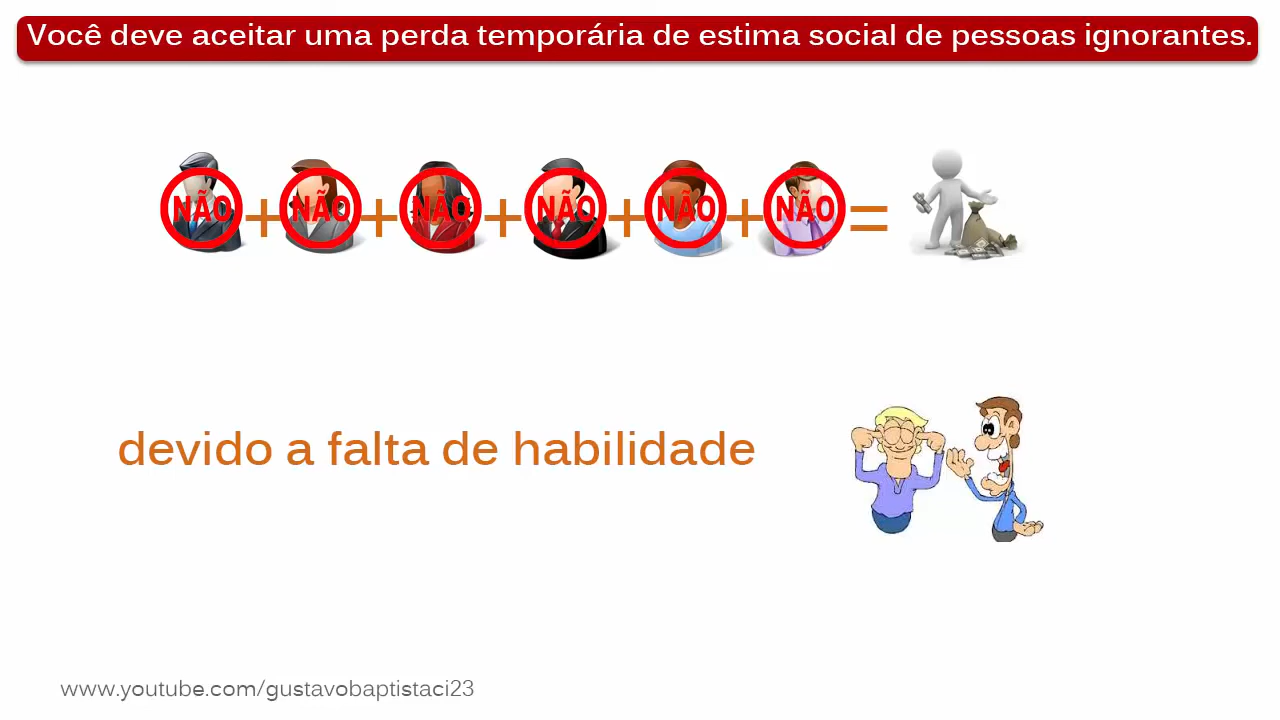 Você deve aceitar uma perda temporária de estima social de pessoas ignorantes.
NÃO + NÃO + NÃO + NÃO + NÃO + NÃO =
devido a falta de habilidade
www.youtube.com/gustavobaptistaci23